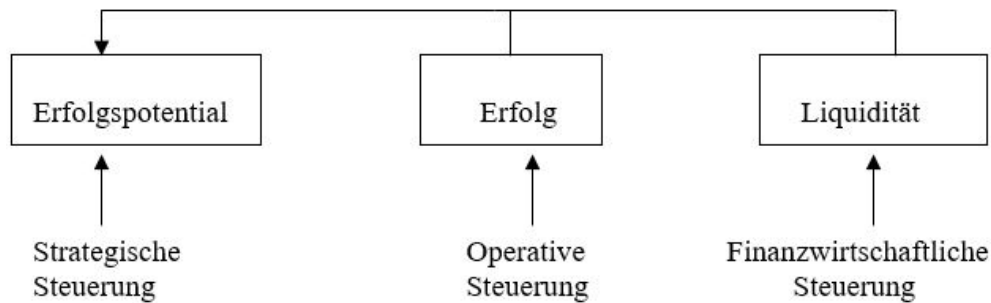 Erfolgspotential
Erfolg
Liquidität
Strategische
Steuerung
Operative
Steuerung
Finanzwirtschaftliche
Steuerung